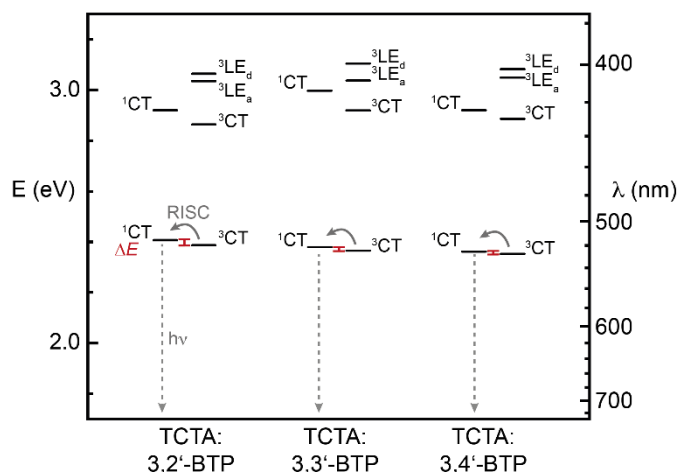 ³LE_d
³LE_a
¹CT
³CT
³LE_d
³LE_a
¹CT
³CT
³LE_d
³LE_a
¹CT
³CT
400
3.0
E (eV)
λ (nm)
RISC
500
¹CT
³CT
¹CT
³CT
¹CT
³CT
ΔE
hν
600
2.0
700
TCTA:
3.2'-BTP
TCTA:
3.3'-BTP
TCTA:
3.4'-BTP